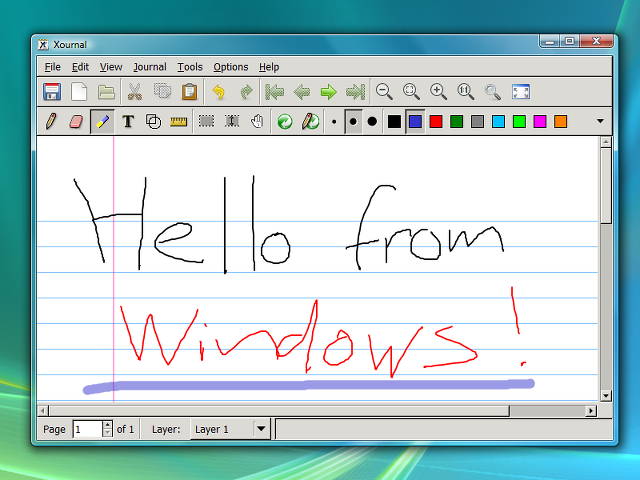 Xournal
File Edit View Journal Tools Options Help
T
Hello from
Windows!
Page 1 of 1 Layer: Layer 1